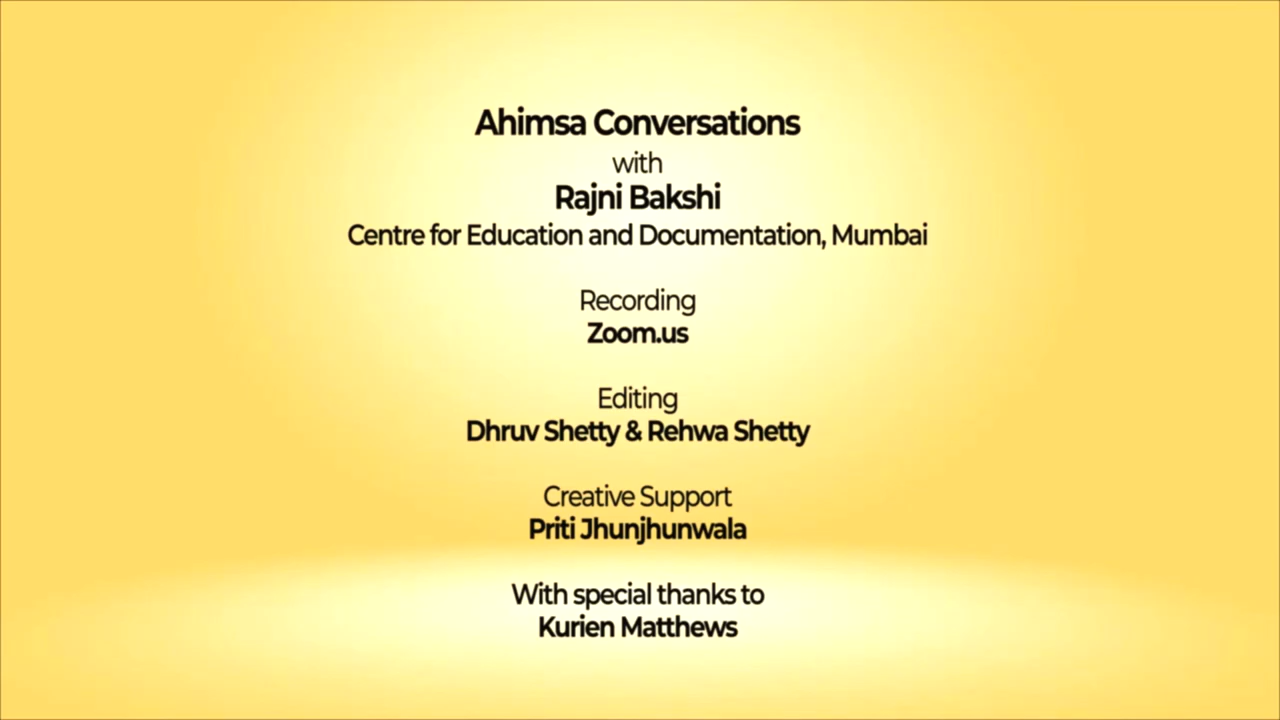 Ahimsa Conversations
with
Rajni Bakshi
Centre for Education and Documentation, Mumbai
Recording
Zoom.us
Editing
Dhruv Shetty & Rehwa Shetty
Creative Support
Priti Jhunjhunwala
With special thanks to
Kurien Matthews